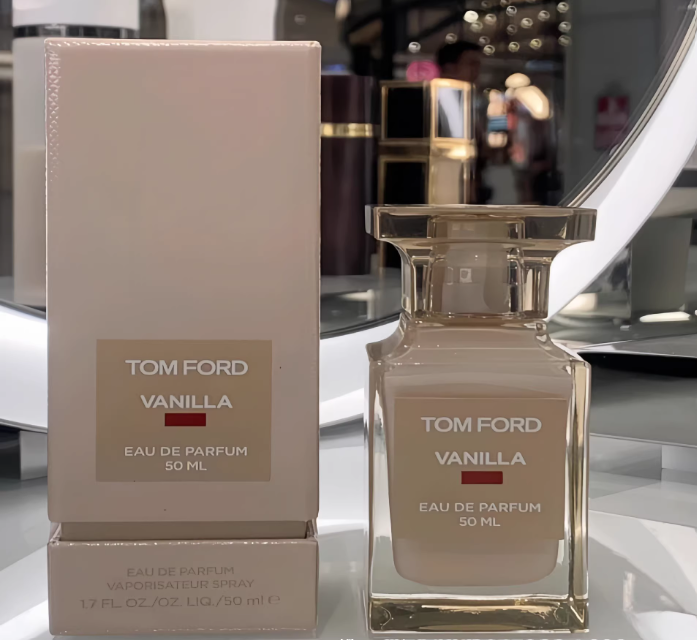 TOM FORD
VANILLA
EAU DE PARFUM
50 ML
EAU DE PARFUM
VAPORISATEUR SPRAY
1.7 FL. OZ./OZ. LIQ./50 ml ℮
TOM FORD
VANILLA
EAU DE PARFUM
50 ML